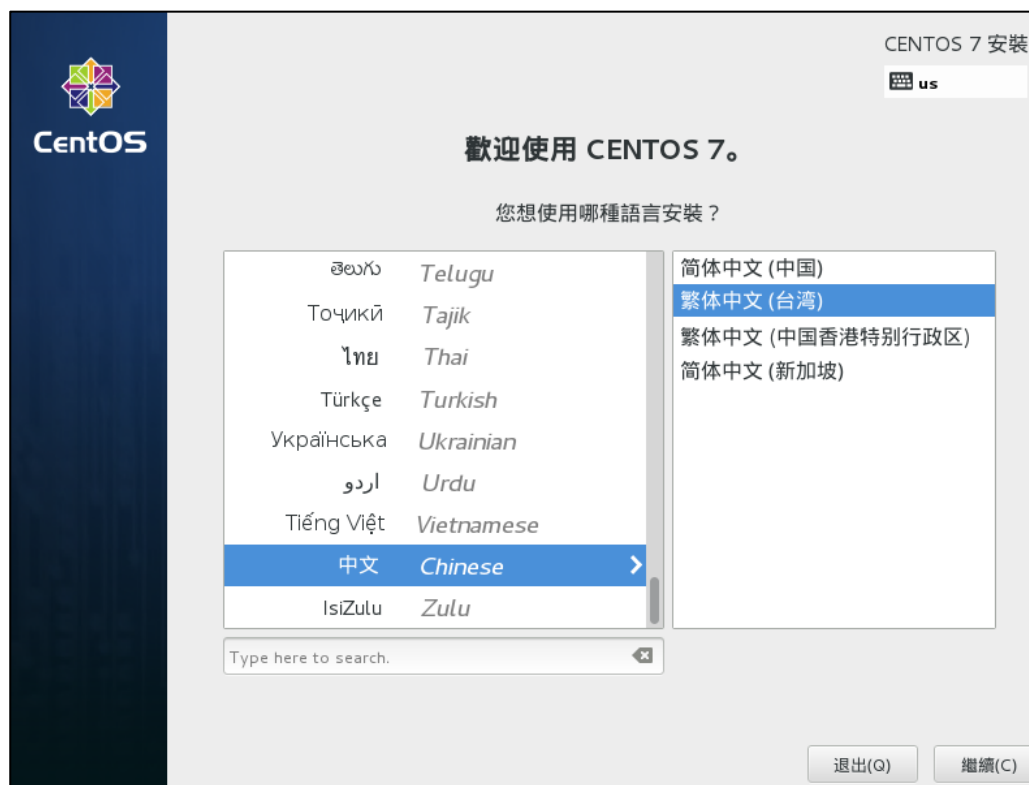 CENTOS 7 安裝
us
CentOS
歡迎使用 CENTOS 7。
您想使用哪種語言安裝？
తెలుగు Telugu
Тоҷикӣ Tajik
ไทย Thai
Türkçe Turkish
Українська Ukrainian
اردو Urdu
Tiếng Việt Vietnamese
中文 Chinese
IsiZulu Zulu
简体中文 (中国)
繁体中文 (台湾)
繁体中文 (中国香港特别行政区)
简体中文 (新加坡)
Type here to search.
退出(Q)
繼續(C)